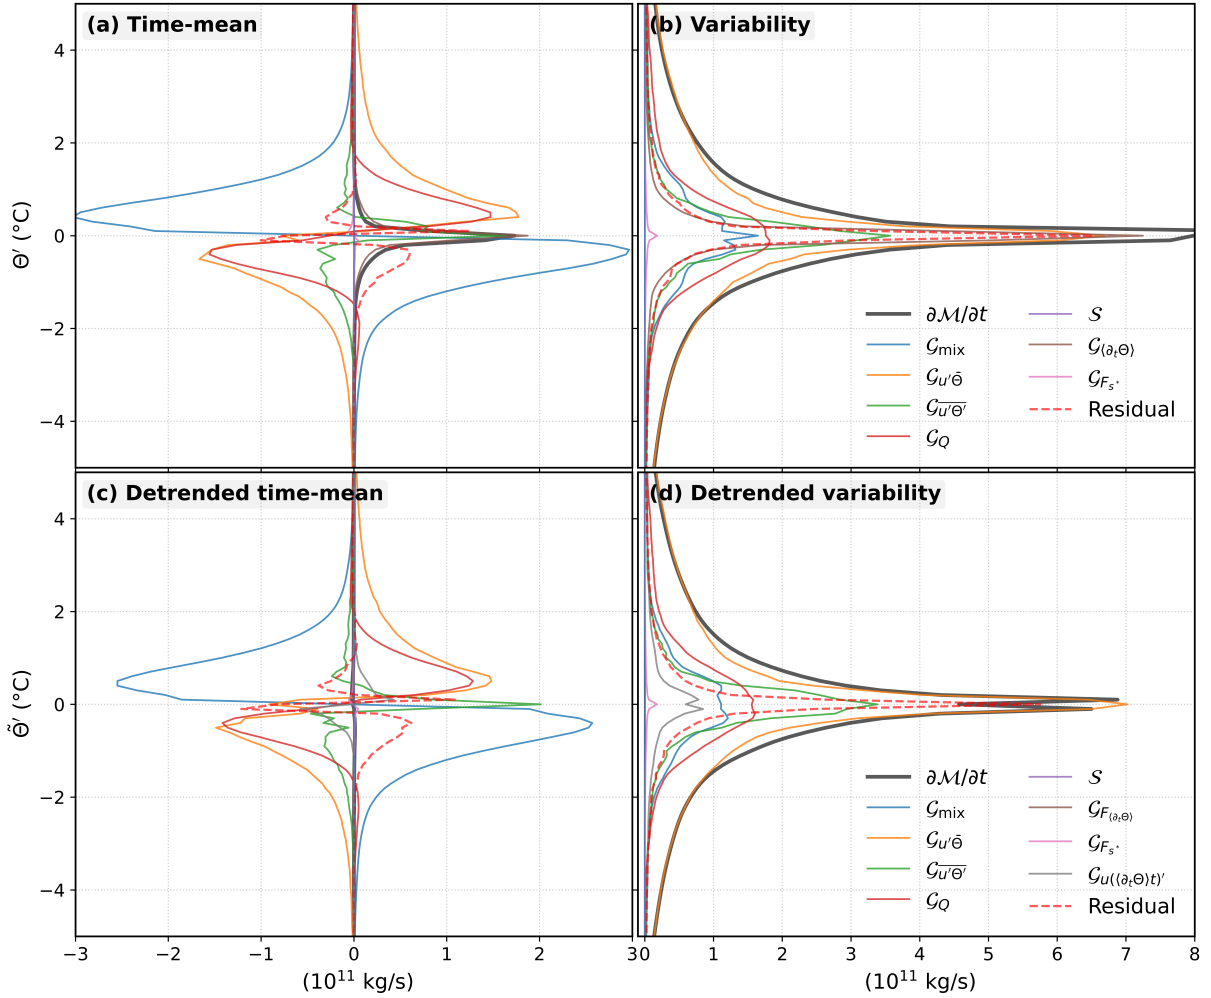 (a) Time-mean
(b) Variability
4
2
0
−2
−4
Θ′ (°C)
∂ℳ/∂t
𝒢mix
𝒢u′Θ̄
𝒢u′Θ′‾
𝒢Q
𝒮
𝒢⟨∂tΘ⟩
𝒢Fs*
Residual
(c) Detrended time-mean
(d) Detrended variability
4
2
0
−2
−4
Θ̃′ (°C)
∂ℳ/∂t
𝒢mix
𝒢u′Θ̄
𝒢u′Θ′‾
𝒢Q
𝒮
𝒢F⟨∂tΘ⟩
𝒢Fs*
𝒢u(⟨∂tΘ⟩t)′
Residual
−3 −2 −1 0 1 2 3
0 1 2 3 4 5 6 7 8
(10¹¹ kg/s)
(10¹¹ kg/s)